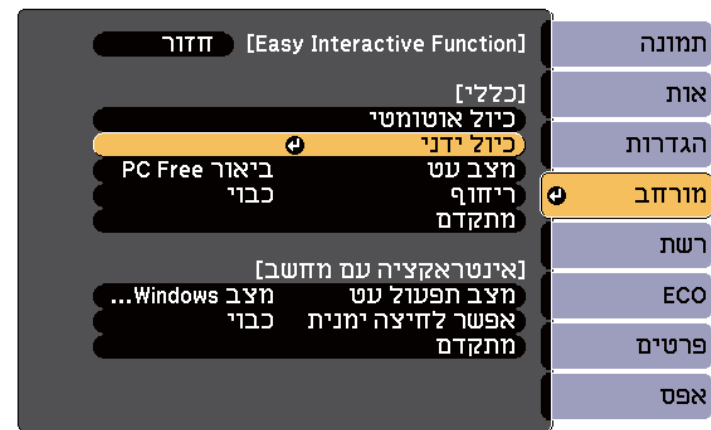 [Easy Interactive Function] חזור
[כללי]
כיול אוטומטי
כיול ידני
מצב עט ביאור PC Free
ריחוף כבוי
מתקדם
[אינטראקציה עם מחשב]
מצב תפעול עט מצב Windows...
אפשר לחיצה ימנית כבוי
מתקדם
תמונה
אות
הגדרות
מורחב
רשת
ECO
פרטים
אפס